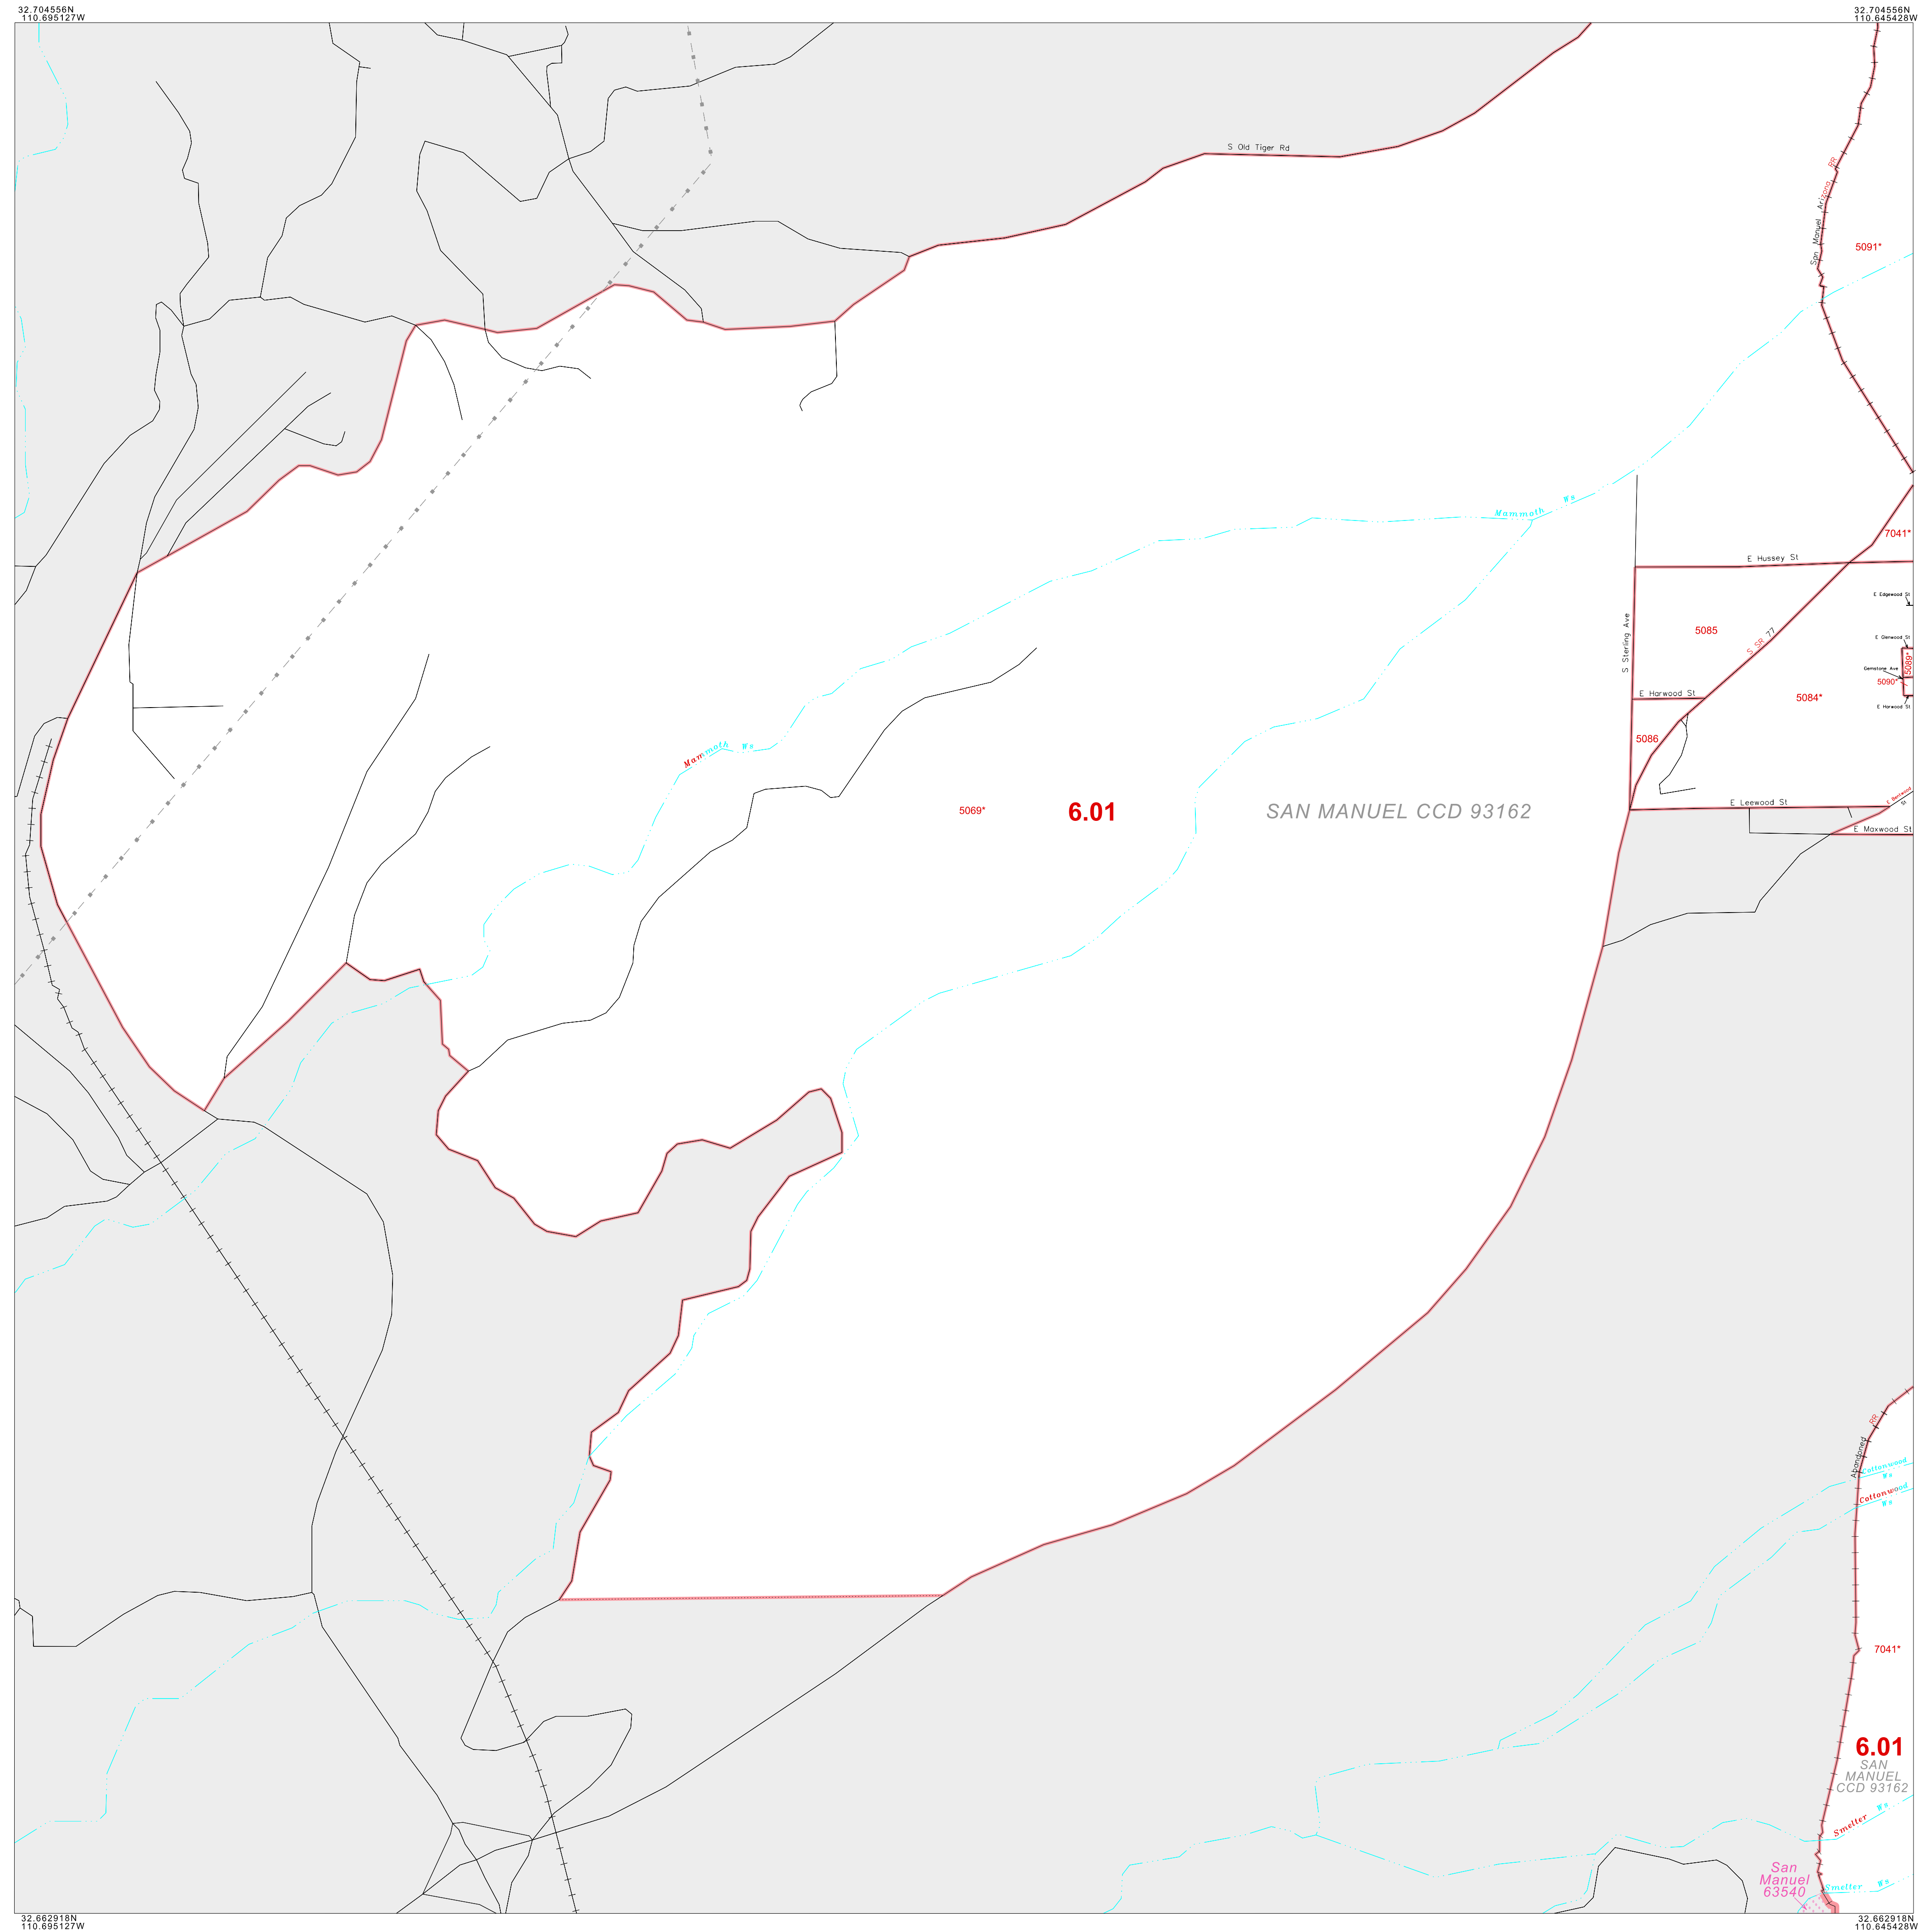 32.704556N
110.695127W
32.704556N
110.645428W
S Old Tiger Rd
San Manuel Arizona RR
5091*
Mammoth Ws
7041*
E Hussey St
E Edgewood St
S Sterling Ave
5085
S SR 77
E Glenwood St
5089*
Gemstone Ave
5090*
E Harwood St
5084*
E Harwood St
5086
Mammoth Ws
E Leewood St
E Bentwood St
E Maxwood St
5069*
6.01
SAN MANUEL CCD 93162
Abandoned RR
Cottonwood Ws
Cottonwood Ws
7041*
6.01
SAN
MANUEL
CCD 93162
Smelter Ws
San
Manuel
63540
Smelter Ws
32.662918N
110.695127W
32.662918N
110.645428W